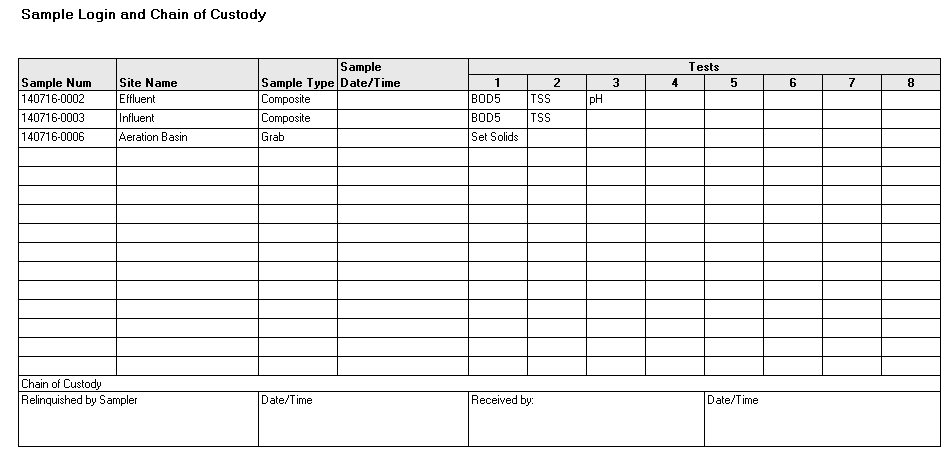 Sample Login and Chain of Custody
Sample Tests
Sample Num Site Name Sample Type Date/Time 1 2 3 4 5 6 7 8
140716-0002 Effluent Composite BOD5 TSS pH
140716-0003 Influent Composite BOD5 TSS
140716-0006 Aeration Basin Grab Set Solids
Chain of Custody
Relinquished by Sampler Date/Time Received by: Date/Time